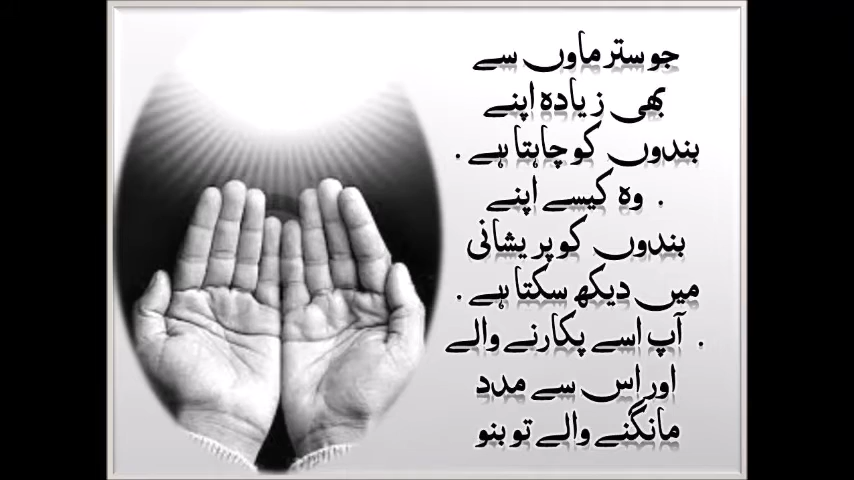 جو ستر ماوں سے
بھی زیادہ اپنے
بندوں کو چاہتا ہے .
. وہ کیسے اپنے
بندوں کو پریشانی
میں دیکھ سکتا ہے .
. آپ اسے پکارنے والے
اور اس سے مدد
مانگنے والے تو بنو